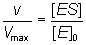 v/Vmax = [ES]/[E]0